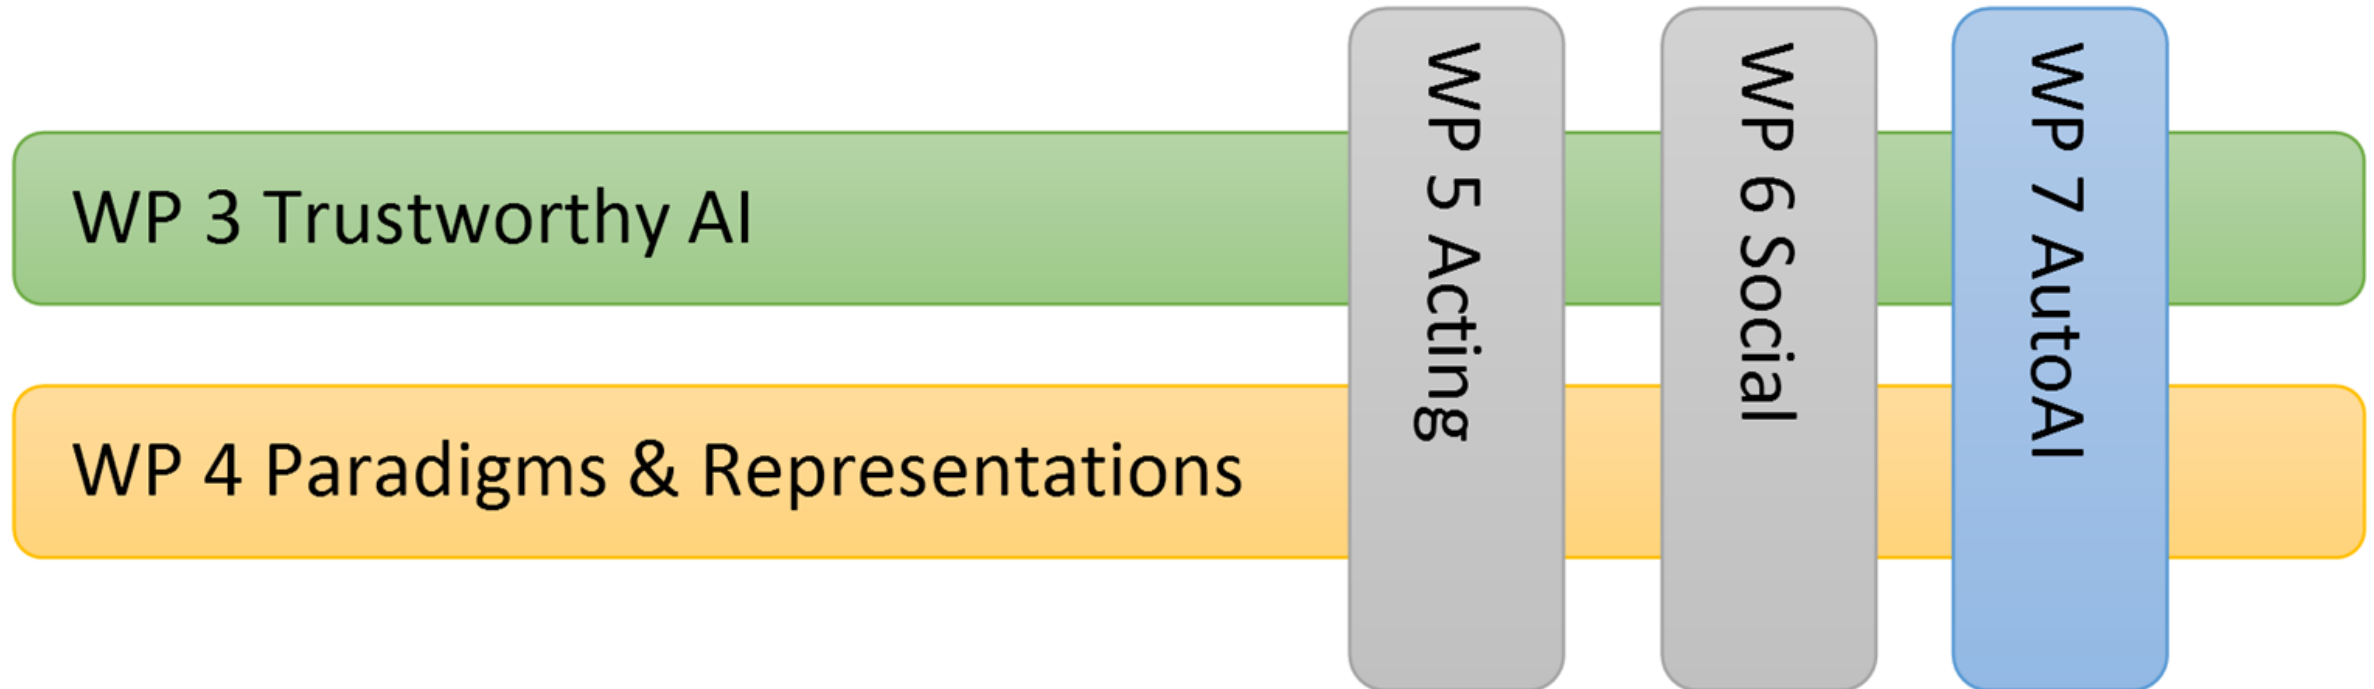 WP 3 Trustworthy AI
WP 4 Paradigms & Representations
WP 5 Acting
WP 6 Social
WP 7 AutoAI